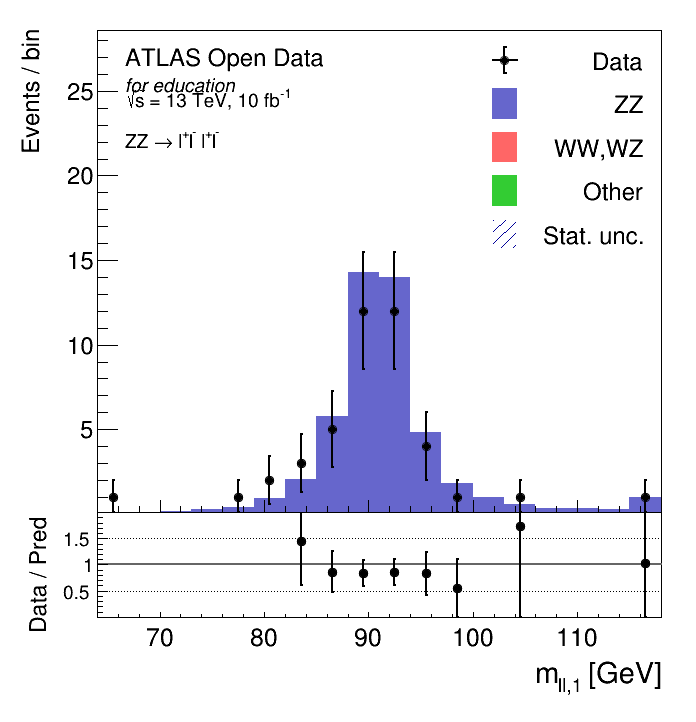 ATLAS Open Data
for education
√s = 13 TeV, 10 fb⁻¹
ZZ → l⁺l⁻ l⁺l⁻
Data
ZZ
WW,WZ
Other
Stat. unc.
Events / bin
25
20
15
10
5
Data / Pred
1.5
1
0.5
70 80 90 100 110
m_ll,1 [GeV]